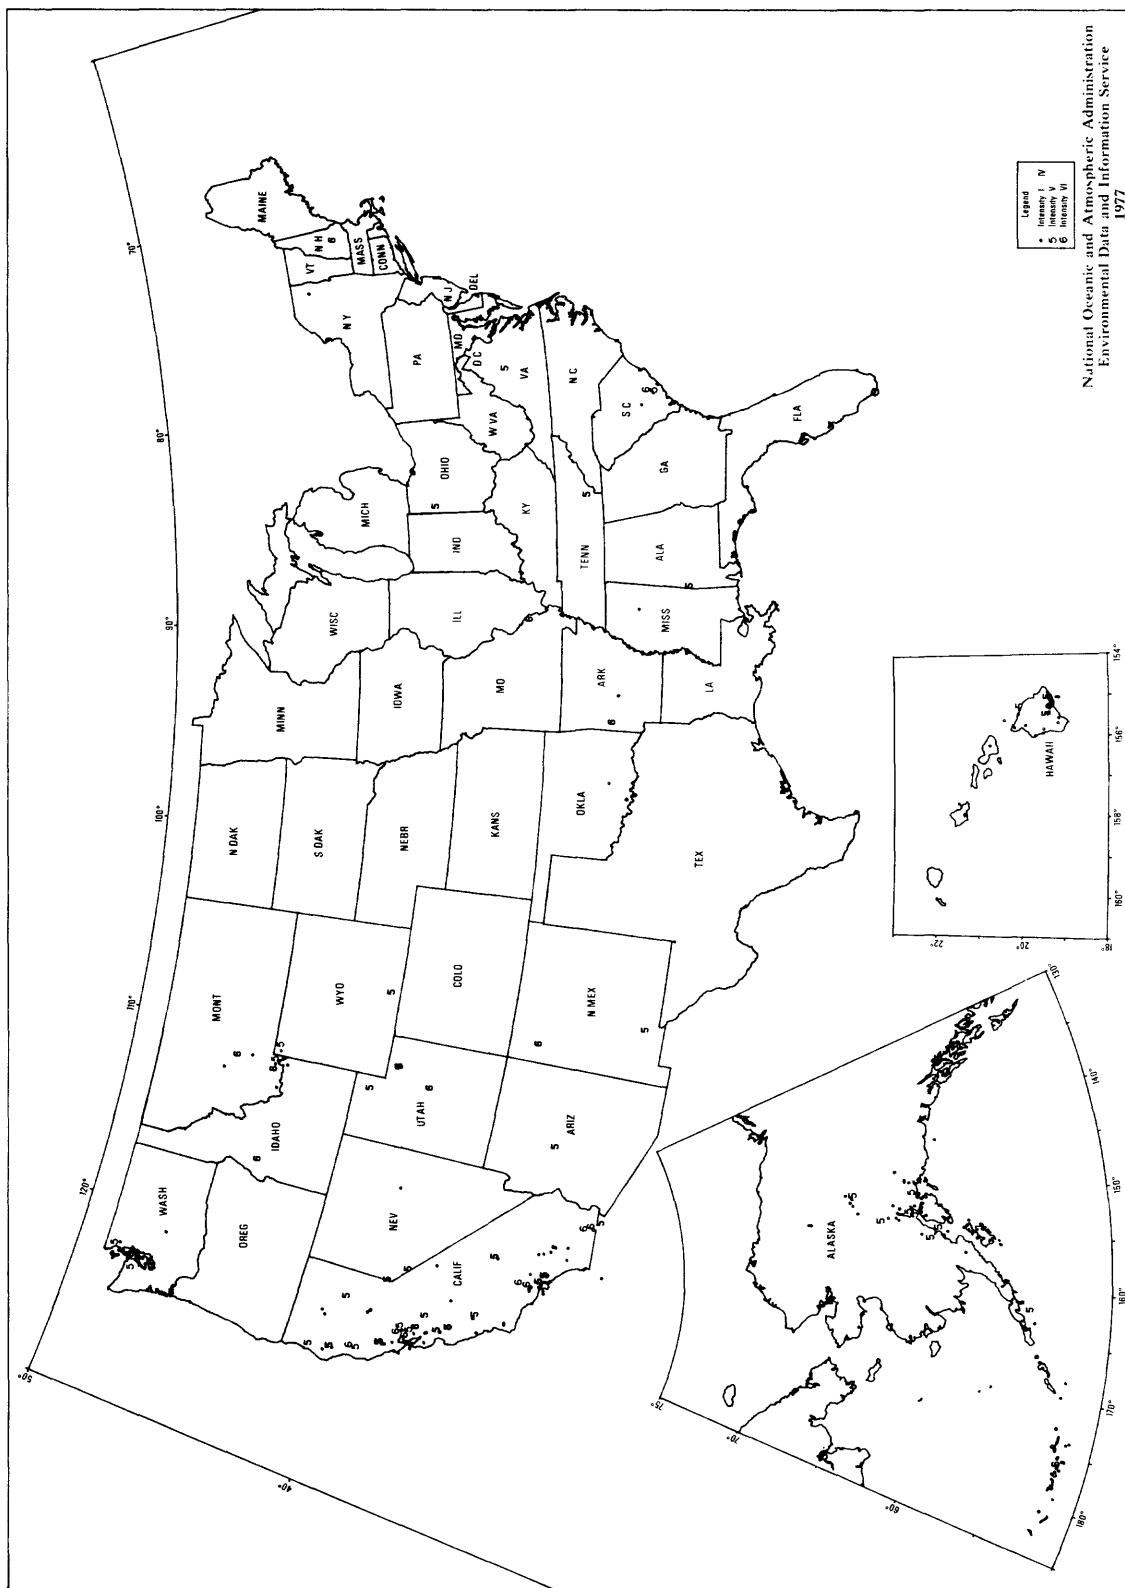 50°
40°
120°
110°
100°
90°
80°
70°
WASH
OREG
CALIF
NEV
IDAHO
MONT
WYO
UTAH
ARIZ
COLO
N MEX
N DAK
S DAK
NEBR
KANS
OKLA
TEX
MINN
IOWA
MO
ARK
LA
WISC
ILL
MICH
IND
OHIO
KY
TENN
MISS
ALA
GA
FLA
S C
N C
VA
W VA
D C
MD
DEL
N J
PA
NY
CONN
MASS
VT
N H
MAINE
75°
70°
60°
180°
170°
160°
150°
140°
130°
ALASKA
22°
20°
18°
160°
158°
156°
154°
HAWAII
Legend
• Intensity I IV
5 Intensity V
6 Intensity VI
National Oceanic and Atmospheric Administration
Environmental Data and Information Service
1977